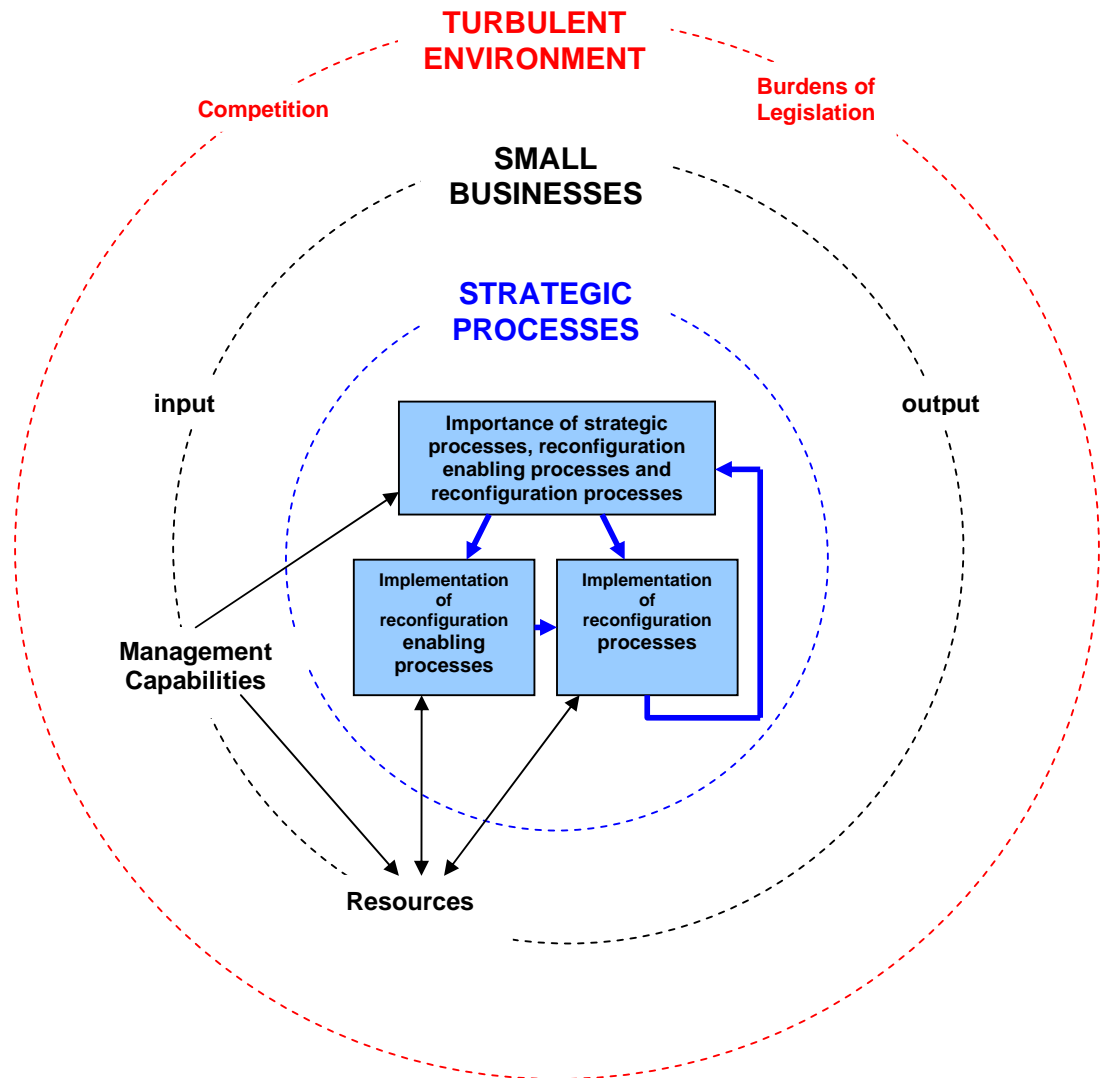 TURBULENT
ENVIRONMENT
Competition
Burdens of
Legislation
SMALL
BUSINESSES
STRATEGIC
PROCESSES
input
output
Importance of strategic
processes, reconfiguration
enabling processes and
reconfiguration processes
Implementation
of
reconfiguration
enabling
processes
Implementation
of
reconfiguration
processes
Management
Capabilities
Resources